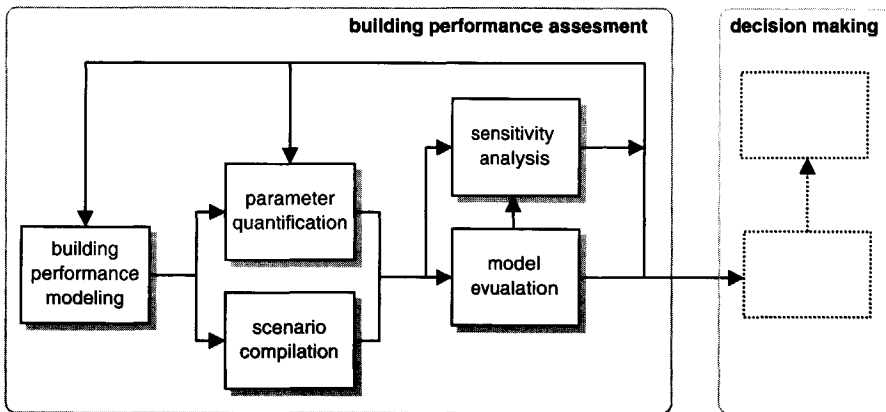 building performance assesment
decision making
sensitivity
analysis
parameter
quantification
building
performance
modeling
model
evualation
scenario
compilation